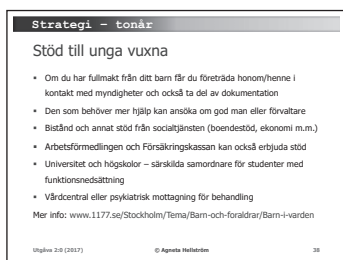 Strategi – tonår
Stöd till unga vuxna
▪ Om du har fullmakt från ditt barn får du företräda honom/henne i
kontakt med myndigheter och också ta del av dokumentation
▪ Den som behöver mer hjälp kan ansöka om god man eller förvaltare
▪ Bistånd och annat stöd från socialtjänsten (boendestöd, ekonomi m.m.)
▪ Arbetsförmedlingen och Försäkringskassan kan också erbjuda stöd
▪ Universitet och högskolor – särskilda samordnare för studenter med
funktionsnedsättning
▪ Vårdcentral eller psykiatrisk mottagning för behandling
Mer info: www.1177.se/Stockholm/Tema/Barn-och-foraldrar/Barn-i-varden
Utgåva 2:0 (2017) © Agneta Hellström 38